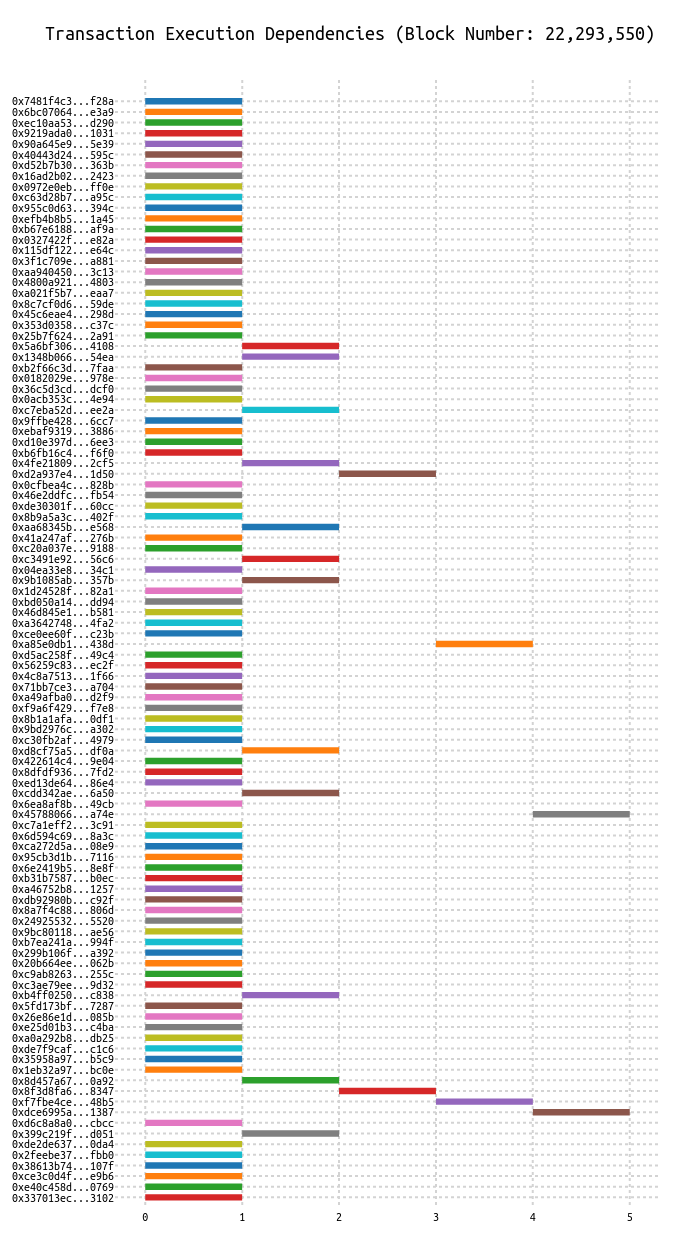 Transaction Execution Dependencies (Block Number: 22,293,550)
0x7481f4c3...f28a
0x6bc07064...e3a9
0xec10aa53...d290
0x9219ada0...1031
0x90a645e9...5e39
0x40443d24...595c
0xd52b7b30...363b
0x16ad2b02...2423
0x0972e0eb...ff0e
0xc63d28b7...a95c
0x955c0d63...394c
0xefb4b8b5...1a45
0xb67e6188...af9a
0x0327422f...e82a
0x115df122...e64c
0x3f1c709e...a881
0xaa940450...3c13
0x4800a921...4803
0xa021f5b7...eaa7
0x8c7cf0d6...59de
0x45c6eae4...298d
0x353d0358...c37c
0x25b7f624...2a91
0x5a6bf306...4108
0x1348b066...54ea
0xb2f66c3d...7faa
0x0182029e...978e
0x36c5d3cd...dcf0
0x0acb353c...4e94
0xc7eba52d...ee2a
0x9ffbe428...6cc7
0xebaf9319...3886
0xd10e397d...6ee3
0xb6fb16c4...f6f0
0x4fe21809...2cf5
0xd2a937e4...1d50
0x0cfbea4c...828b
0x46e2ddfc...fb54
0xde30301f...60cc
0x8b9a5a3c...402f
0xaa68345b...e568
0x41a247af...276b
0xc20a037e...9188
0xc3491e92...56c6
0x04ea33e8...34c1
0x9b1085ab...357b
0x1d24528f...82a1
0xbd050a14...dd94
0x46d845e1...b581
0xa3642748...4fa2
0xce0ee60f...c23b
0xa85e0db1...438d
0xd5ac258f...49c4
0x56259c83...ec2f
0x4c8a7513...1f66
0x71bb7ce3...a704
0xa49afba0...d2f9
0xf9a6f429...f7e8
0x8b1a1afa...0df1
0x9bd2976c...a302
0xc30fb2af...4979
0xd8cf75a5...df0a
0x422614c4...9e04
0x8dfdf936...7fd2
0xed13de64...86e4
0xcdd342ae...6a50
0x6ea8af8b...49cb
0x45788066...a74e
0xc7a1eff2...3c91
0x6d594c69...8a3c
0xca272d5a...08e9
0x95cb3d1b...7116
0x6e2419b5...8e8f
0xb31b7587...b0ec
0xa46752b8...1257
0xdb92980b...c92f
0x8a7f4c88...806d
0x24925532...5520
0x9bc80118...ae56
0xb7ea241a...994f
0x299b106f...a392
0x20b664ee...062b
0xc9ab8263...255c
0xc3ae79ee...9d32
0xb4ff0250...c838
0x5fd173bf...7287
0x26e86e1d...085b
0xe25d01b3...c4ba
0xa0a292b8...db25
0xde7f9caf...c1c6
0x35958a97...b5c9
0x1eb32a97...bc0e
0x8d457a67...0a92
0x8f3d8fa6...8347
0xf7fbe4ce...48b5
0xdce6995a...1387
0xd6c8a8a0...cbcc
0x399c219f...d051
0xde2de637...0da4
0x2feebe37...fbb0
0x38613b74...107f
0xce3c0d4f...e9b6
0xe40c458d...0769
0x337013ec...3102
0 1 2 3 4 5